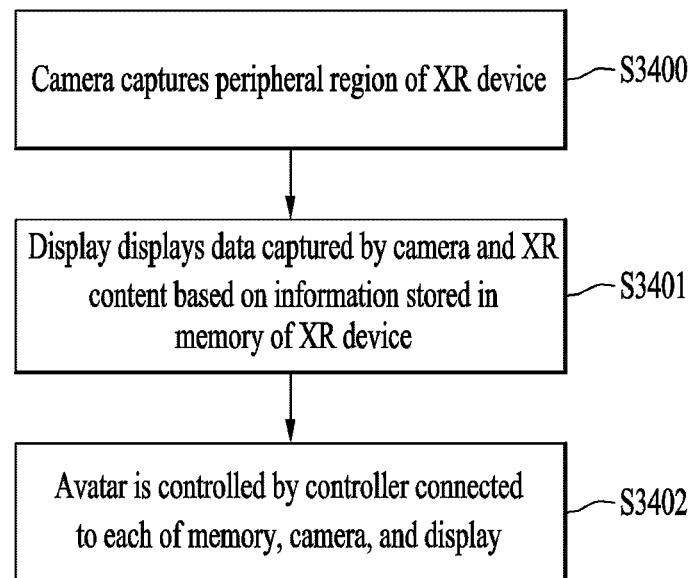 Camera captures peripheral region of XR device
S3400
Display displays data captured by camera and XR
content based on information stored in
memory of XR device
S3401
Avatar is controlled by controller connected
to each of memory, camera, and display
S3402